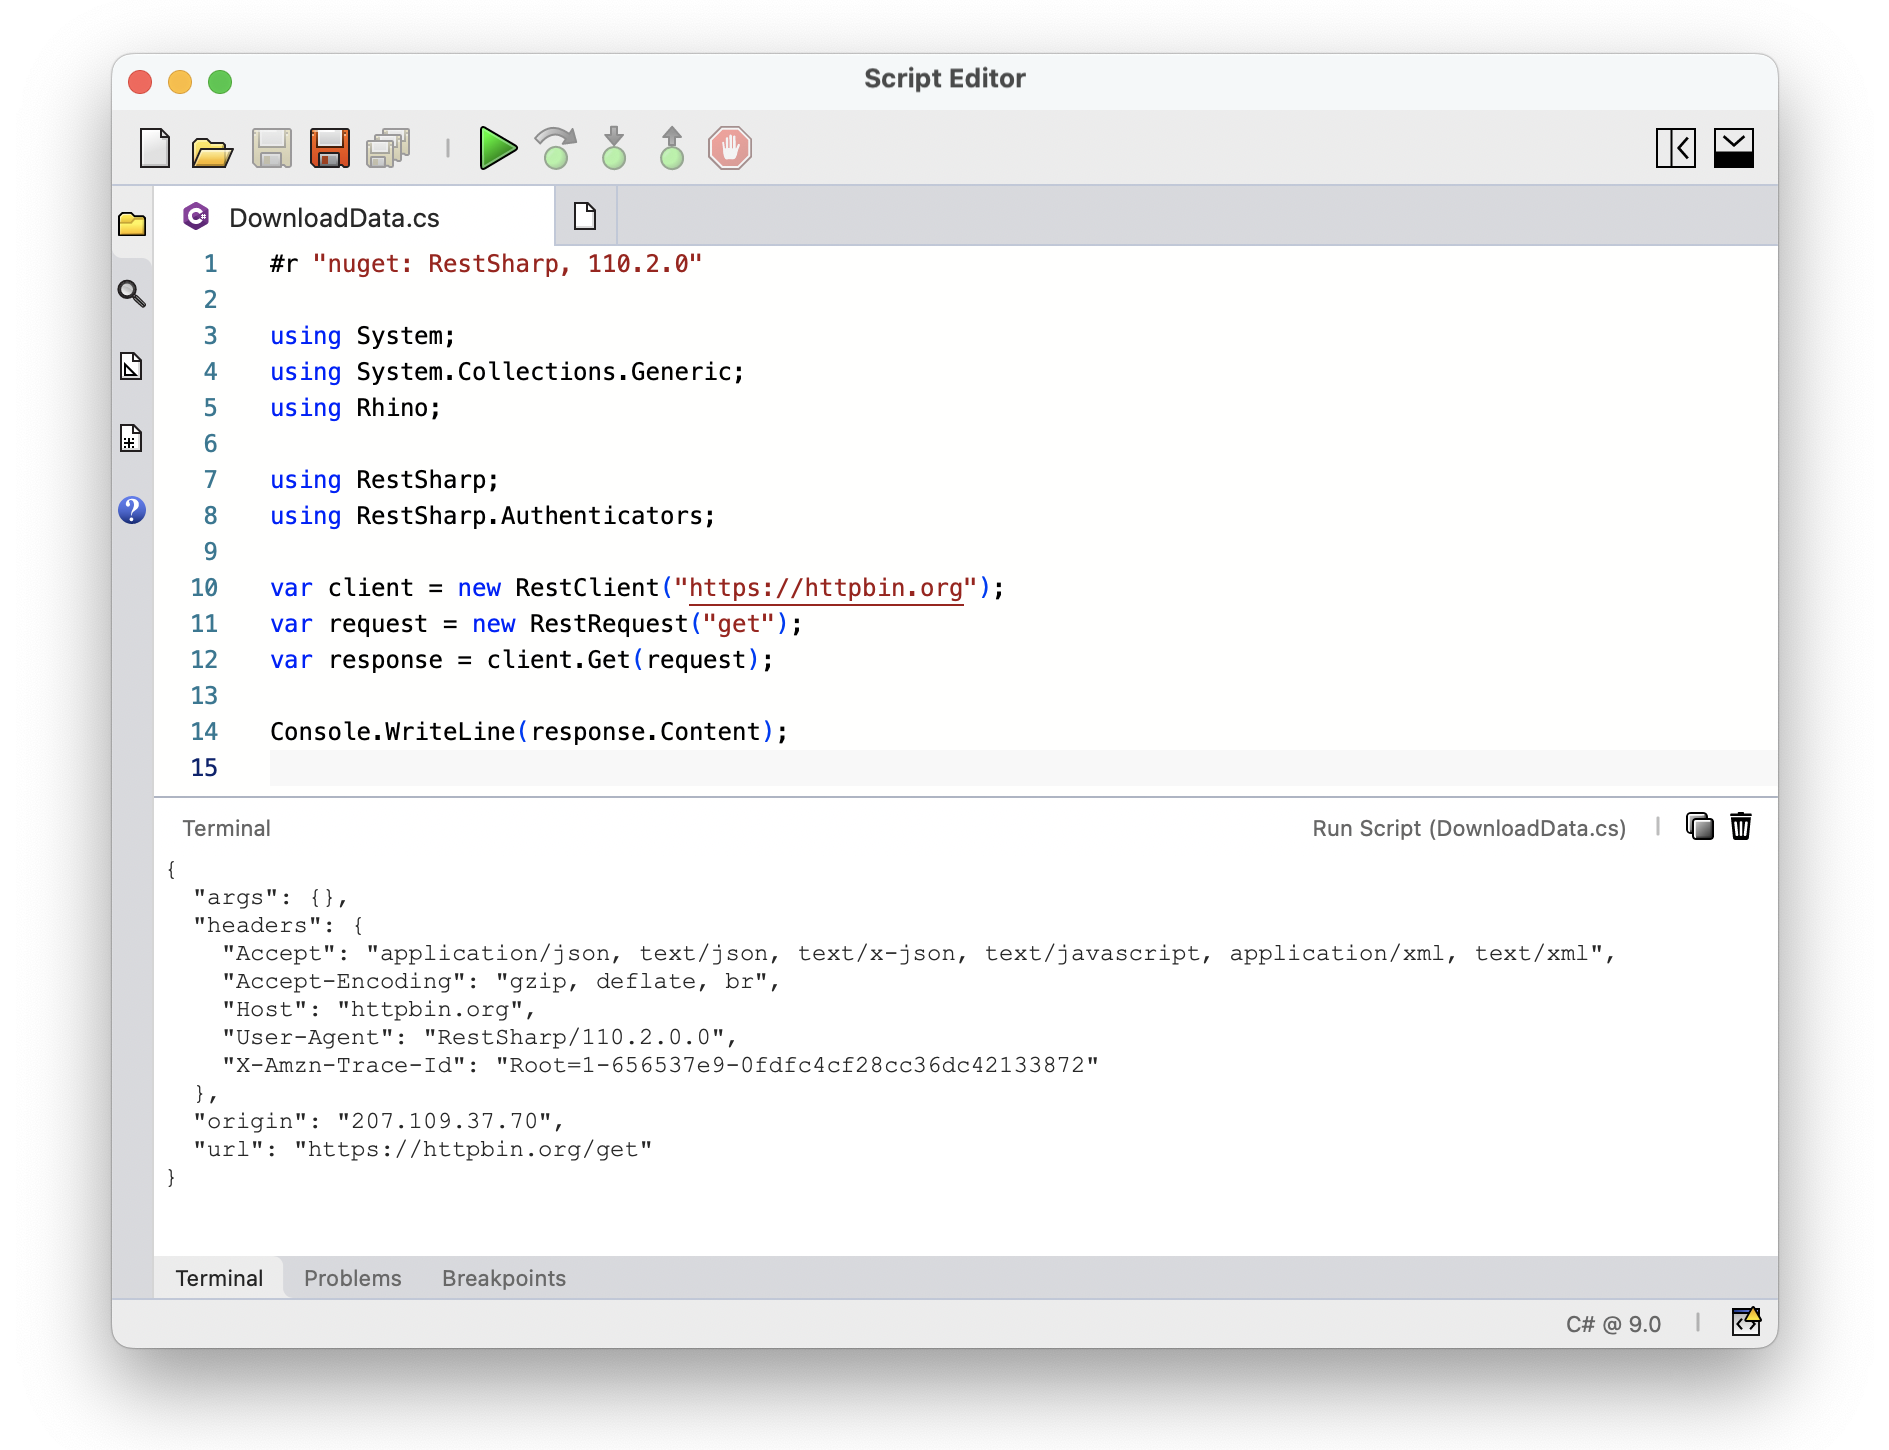 Script Editor
DownloadData.cs
1 #r "nuget: RestSharp, 110.2.0"
2
3 using System;
4 using System.Collections.Generic;
5 using Rhino;
6
7 using RestSharp;
8 using RestSharp.Authenticators;
9
10 var client = new RestClient("https://httpbin.org");
11 var request = new RestRequest("get");
12 var response = client.Get(request);
13
14 Console.WriteLine(response.Content);
15
Terminal Run Script (DownloadData.cs)
{
  "args": {},
  "headers": {
    "Accept": "application/json, text/json, text/x-json, text/javascript, application/xml, text/xml",
    "Accept-Encoding": "gzip, deflate, br",
    "Host": "httpbin.org",
    "User-Agent": "RestSharp/110.2.0.0",
    "X-Amzn-Trace-Id": "Root=1-656537e9-0fdfc4cf28cc36dc42133872"
  },
  "origin": "207.109.37.70",
  "url": "https://httpbin.org/get"
}
Terminal Problems Breakpoints
C# @ 9.0